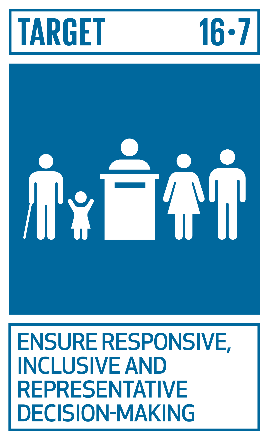 TARGET 16·7
ENSURE RESPONSIVE,
INCLUSIVE AND
REPRESENTATIVE
DECISION-MAKING